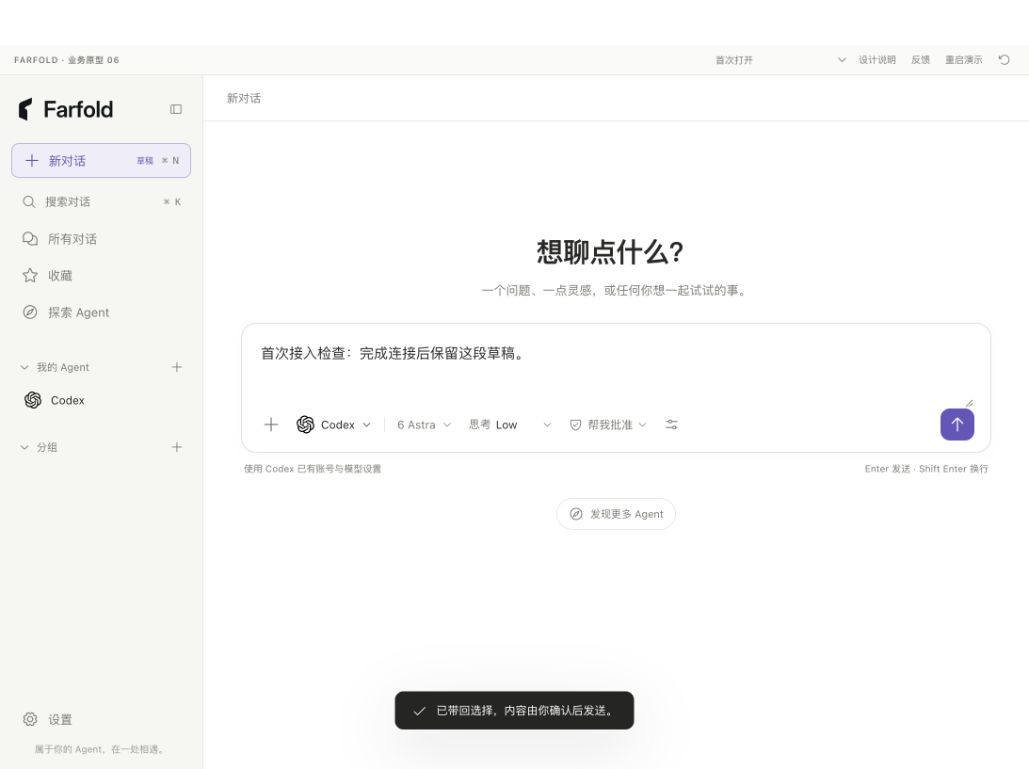 FARFOLD · 业务原型 06
首次打开
设计说明
反馈
重启演示
Farfold
新对话
草稿 ⌘ N
搜索对话
⌘ K
所有对话
收藏
探索 Agent
我的 Agent
Codex
分组
设置
属于你的 Agent，在一处相遇。
新对话
想聊点什么?
一个问题、一点灵感，或任何你想一起试试的事。
首次接入检查：完成连接后保留这段草稿。
Codex
6 Astra
思考 Low
帮我批准
使用 Codex 已有账号与模型设置
Enter 发送 · Shift Enter 换行
发现更多 Agent
已带回选择，内容由你确认后发送。